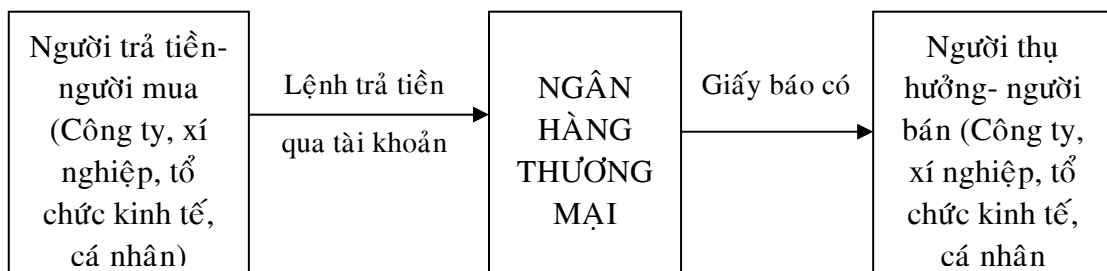 Người trả tiền-
người mua
(Công ty, xí
nghiệp, tổ
chức kinh tế,
cá nhân)
Lệnh trả tiền
qua tài khoản
NGÂN
HÀNG
THƯƠNG
MẠI
Giấy báo có
Người thụ
hưởng- người
bán (Công ty,
xí nghiệp, tổ
chức kinh tế,
cá nhân